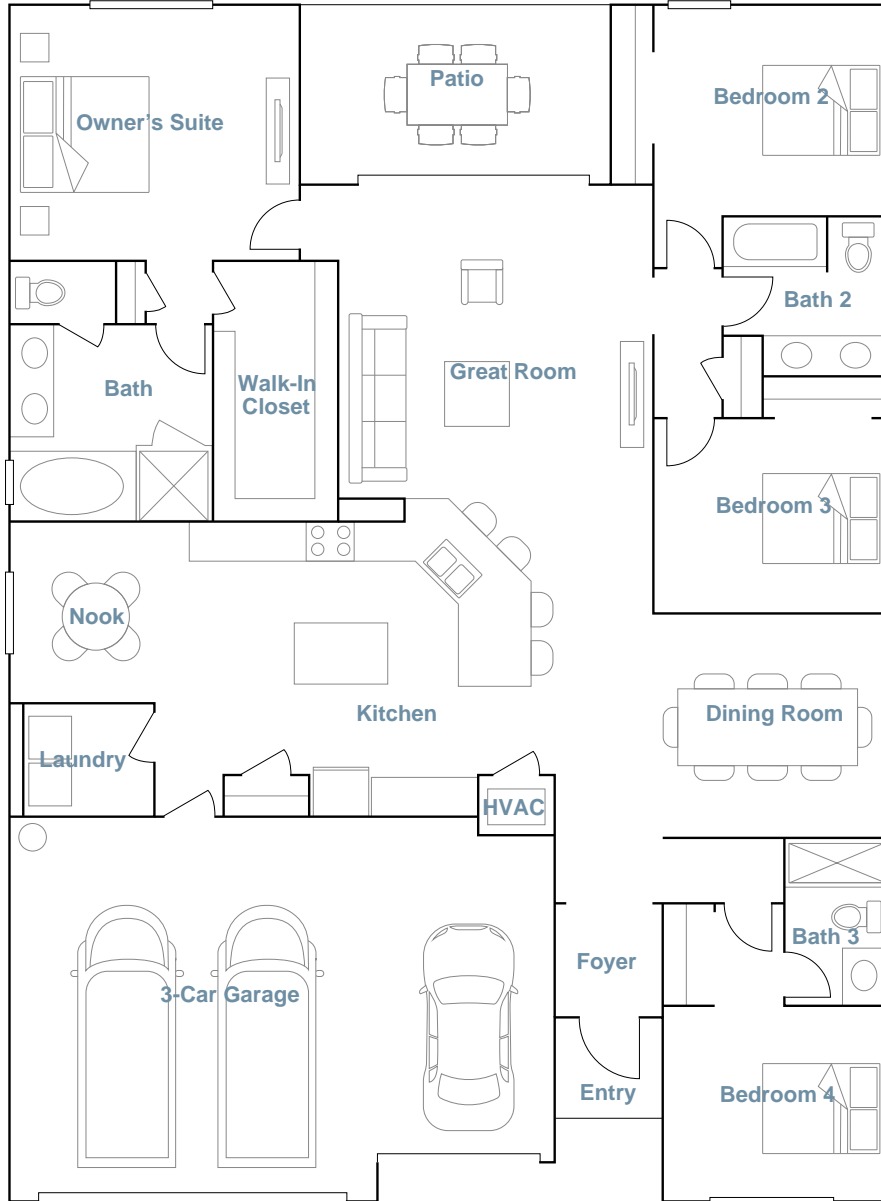 Patio
Bedroom 2
Owner's Suite
Bath 2
Great Room
Bath
Walk-In
Closet
Bedroom 3
Nook
Kitchen
Dining Room
Laundry
HVAC
Bath 3
Foyer
3-Car Garage
Entry
Bedroom 4